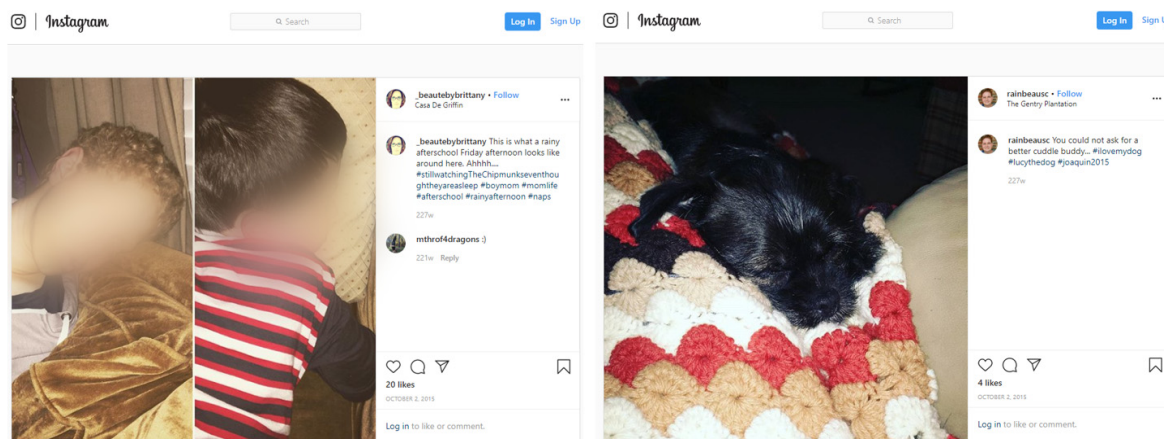 Instagram
Search
Log In
Sign Up
_beautebybrittany • Follow
Casa De Griffin
_beautebybrittany This is what a rainy
afterschool Friday afternoon looks like
around here. Ahhhh....
#stillwatchingTheChipmunkseventhou
ghtheyareasleep #boymom #momlife
#afterschool #rainyafternoon #naps
227w
mthrof4dragons :)
221w Reply
20 likes
OCTOBER 2, 2015
Log in to like or comment.
Instagram
Search
Log In
Sign U
rainbeausc • Follow
The Gentry Plantation
rainbeausc You could not ask for a
better cuddle buddy... #ilovemydog
#lucythedog #joaquin2015
227w
4 likes
OCTOBER 2, 2015
Log in to like or comment.